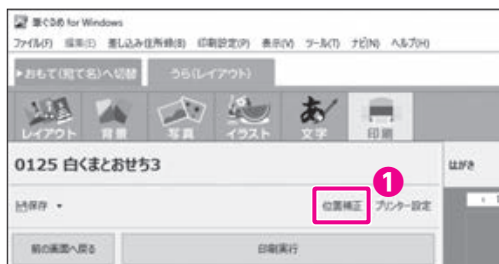 筆ぐるめ for Windows
ファイル(F) 編集(E) 差し込み住所録(B) 印刷設定(P) 表示(V) ツール(T) ナビ(N) ヘルプ(H)
▸おもて(宛て名)へ切替 うら(レイアウト)
レイアウト 背景 写真 イラスト 文字 印刷
0125 白くまとおせち3 はがき
1
保存 ▾ 位置補正 プリンター設定
前の画面へ戻る 印刷実行